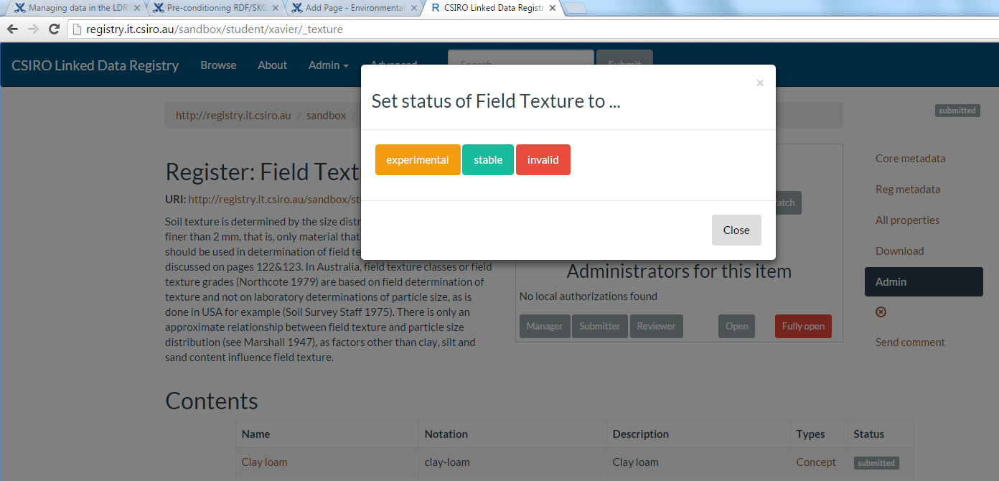 Managing data in the LDR
Pre-conditioning RDF/SKO
Add Page - Environmental
CSIRO Linked Data Registr
registry.it.csiro.au/sandbox/student/xavier/_texture
CSIRO Linked Data Registry Browse About Admin Advanced Search Submit
×
Set status of Field Texture to ...
http://registry.it.csiro.au / sandbox /
submitted
experimental stable invalid
Core metadata
Register: Field Text
Reg metadata
URI: http://registry.it.csiro.au/sandbox/st
atch
Soil texture is determined by the size distr
All properties
finer than 2 mm, that is, only material that
Close
should be used in determination of field te
Download
discussed on pages 122&123. In Australia, field texture classes or field
Administrators for this item
texture grades (Northcote 1979) are based on field determination of
Admin
texture and not on laboratory determinations of particle size, as is
No local authorizations found
done in USA for example (Soil Survey Staff 1975). There is only an
approximate relationship between field texture and particle size
Manager Submitter Reviewer Open Fully open
distribution (see Marshall 1947), as factors other than clay, silt and
Send comment
sand content influence field texture.
Contents
Name Notation Description Types Status
Clay loam clay-loam Clay loam Concept submitted